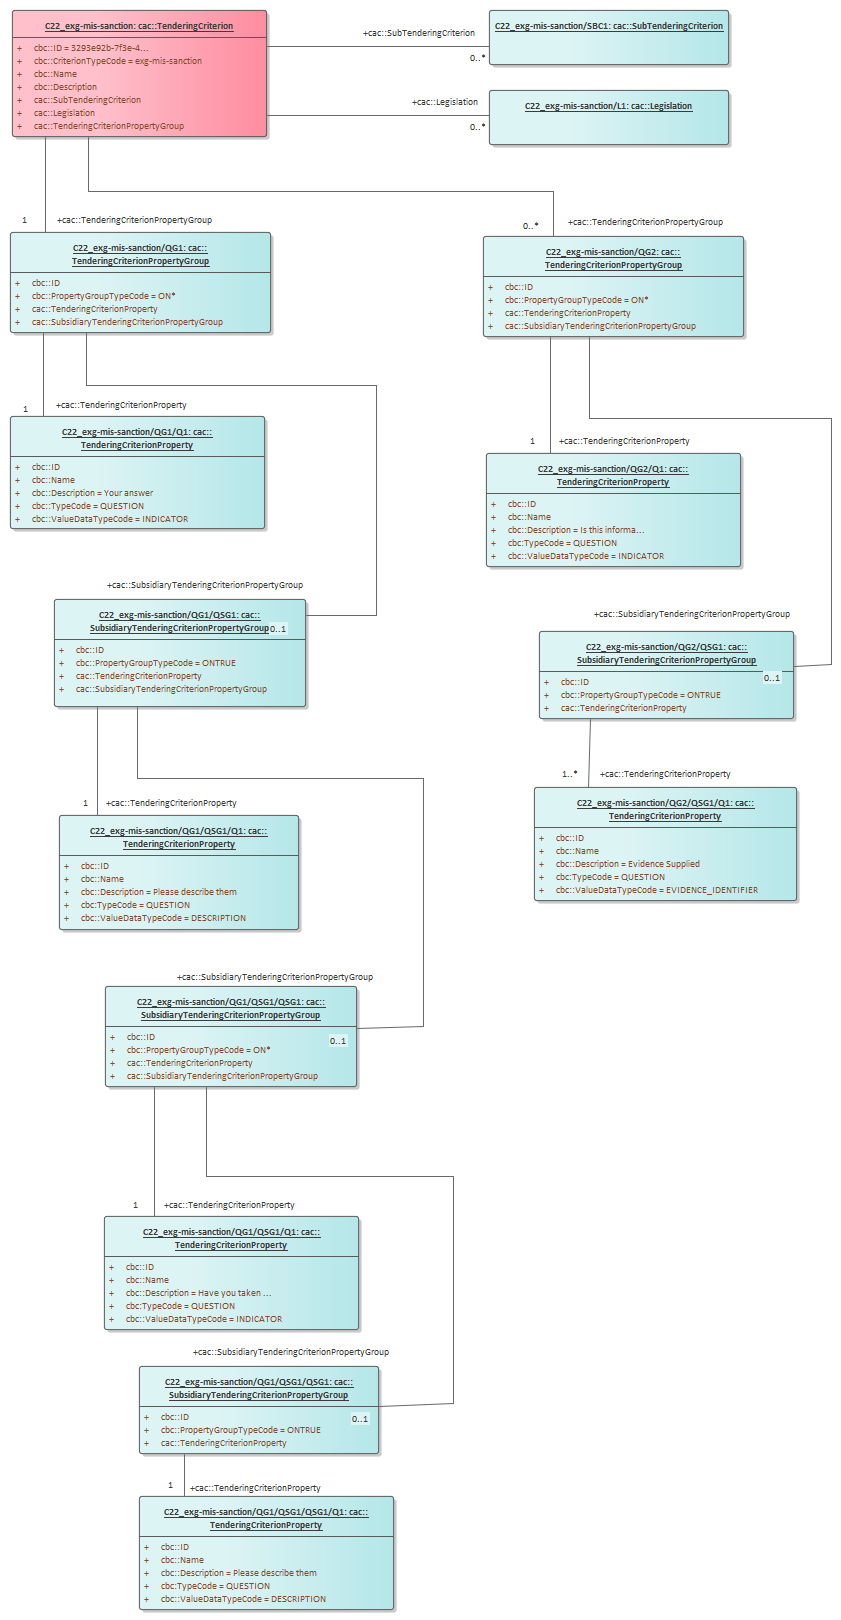 C22_exg-mis-sanction: cac::TenderingCriterion
+ cbc::ID = 3293e92b-7f3e-4...
+ cbc::CriterionTypeCode = exg-mis-sanction
+ cbc::Name
+ cbc::Description
+ cac::SubTenderingCriterion
+ cac::Legislation
+ cac::TenderingCriterionPropertyGroup
+cac::SubTenderingCriterion
0..*
C22_exg-mis-sanction/SBC1: cac::SubTenderingCriterion
+cac::Legislation
0..*
C22_exg-mis-sanction/L1: cac::Legislation
1
+cac::TenderingCriterionPropertyGroup
C22_exg-mis-sanction/QG1: cac::
TenderingCriterionPropertyGroup
+ cbc::ID
+ cbc::PropertyGroupTypeCode = ON*
+ cac::TenderingCriterionProperty
+ cac::SubsidiaryTenderingCriterionPropertyGroup
0..*
+cac::TenderingCriterionPropertyGroup
C22_exg-mis-sanction/QG2: cac::
TenderingCriterionPropertyGroup
+ cbc::ID
+ cbc::PropertyGroupTypeCode = ON*
+ cac::TenderingCriterionProperty
+ cac::SubsidiaryTenderingCriterionPropertyGroup
1
+cac::TenderingCriterionProperty
C22_exg-mis-sanction/QG1/Q1: cac::
TenderingCriterionProperty
+ cbc::ID
+ cbc::Name
+ cbc::Description = Your answer
+ cbc::TypeCode = QUESTION
+ cbc::ValueDataTypeCode = INDICATOR
1
+cac::TenderingCriterionProperty
C22_exg-mis-sanction/QG2/Q1: cac::
TenderingCriterionProperty
+ cbc::ID
+ cbc::Name
+ cbc::Description = Is this informa...
+ cbc:TypeCode = QUESTION
+ cbc::ValueDataTypeCode = INDICATOR
+cac::SubsidiaryTenderingCriterionPropertyGroup
C22_exg-mis-sanction/QG1/QSG1: cac::
SubsidiaryTenderingCriterionPropertyGroup
0..1
+ cbc::ID
+ cbc::PropertyGroupTypeCode = ONTRUE
+ cac::TenderingCriterionProperty
+ cac::SubsidiaryTenderingCriterionPropertyGroup
+cac::SubsidiaryTenderingCriterionPropertyGroup
C22_exg-mis-sanction/QG2/QSG1: cac::
SubsidiaryTenderingCriterionPropertyGroup
0..1
+ cbc::ID
+ cbc::PropertyGroupTypeCode = ONTRUE
+ cac::TenderingCriterionProperty
1..*
+cac::TenderingCriterionProperty
C22_exg-mis-sanction/QG2/QSG1/Q1: cac::
TenderingCriterionProperty
+ cbc::ID
+ cbc::Name
+ cbc::Description = Evidence Supplied
+ cbc:TypeCode = QUESTION
+ cbc::ValueDataTypeCode = EVIDENCE_IDENTIFIER
1
+cac::TenderingCriterionProperty
C22_exg-mis-sanction/QG1/QSG1/Q1: cac::
TenderingCriterionProperty
+ cbc::ID
+ cbc::Name
+ cbc::Description = Please describe them
+ cbc:TypeCode = QUESTION
+ cbc::ValueDataTypeCode = DESCRIPTION
+cac::SubsidiaryTenderingCriterionPropertyGroup
C22_exg-mis-sanction/QG1/QSG1/QSG1: cac::
SubsidiaryTenderingCriterionPropertyGroup
0..1
+ cbc::ID
+ cbc::PropertyGroupTypeCode = ON*
+ cac::TenderingCriterionProperty
+ cac::SubsidiaryTenderingCriterionPropertyGroup
1
+cac::TenderingCriterionProperty
C22_exg-mis-sanction/QG1/QSG1/Q1: cac::
TenderingCriterionProperty
+ cbc::ID
+ cbc::Name
+ cbc::Description = Have you taken ...
+ cbc:TypeCode = QUESTION
+ cbc::ValueDataTypeCode = INDICATOR
+cac::SubsidiaryTenderingCriterionPropertyGroup
C22_exg-mis-sanction/QG1/QSG1/QSG1: cac::
SubsidiaryTenderingCriterionPropertyGroup
0..1
+ cbc::ID
+ cbc::PropertyGroupTypeCode = ONTRUE
+ cac::TenderingCriterionProperty
1
+cac::TenderingCriterionProperty
C22_exg-mis-sanction/QG1/QSG1/QSG1/Q1: cac::
TenderingCriterionProperty
+ cbc::ID
+ cbc::Name
+ cbc::Description = Please describe them
+ cbc:TypeCode = QUESTION
+ cbc::ValueDataTypeCode = DESCRIPTION